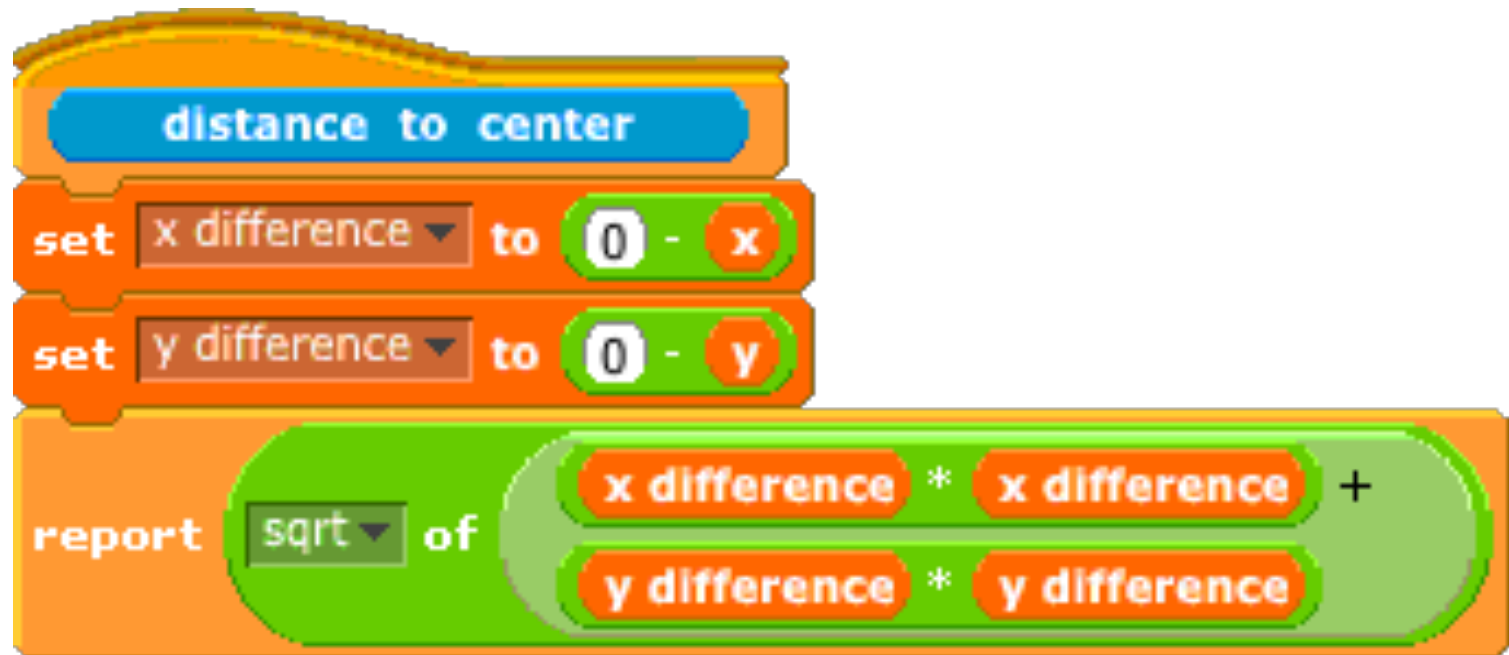 distance to center
set x difference to 0 - x
set y difference to 0 - y
x difference * x difference +
report sqrt of
y difference * y difference